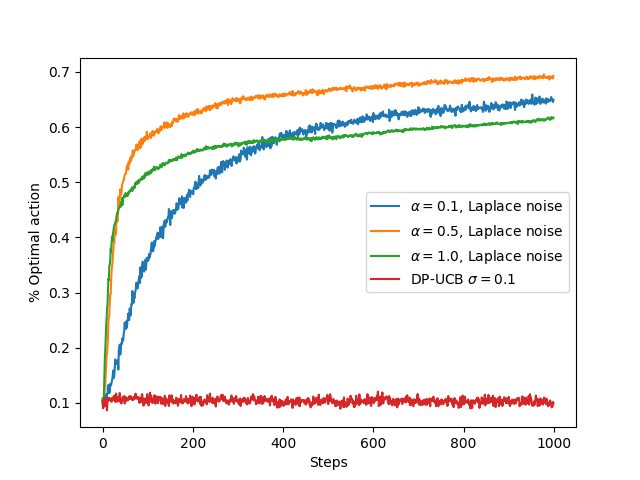 0.7
0.6
0.5
0.4
0.3
0.2
0.1
% Optimal action
α = 0.1, Laplace noise
α = 0.5, Laplace noise
α = 1.0, Laplace noise
DP-UCB σ = 0.1
0 200 400 600 800 1000
Steps